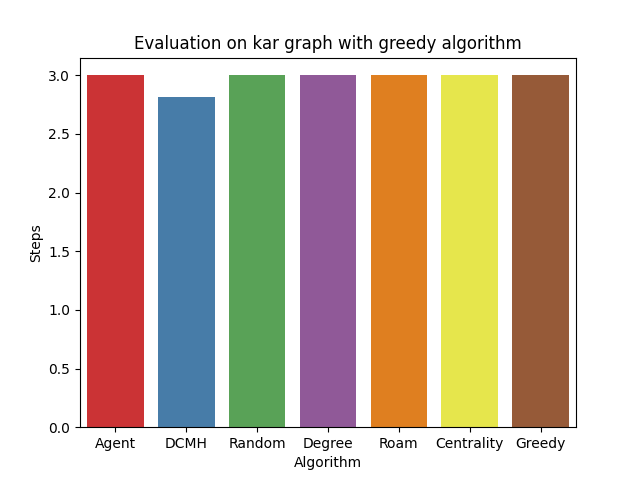 Evaluation on kar graph with greedy algorithm
3.0
2.5
2.0
1.5
1.0
0.5
0.0
Steps
Agent DCMH Random Degree Roam Centrality Greedy
Algorithm